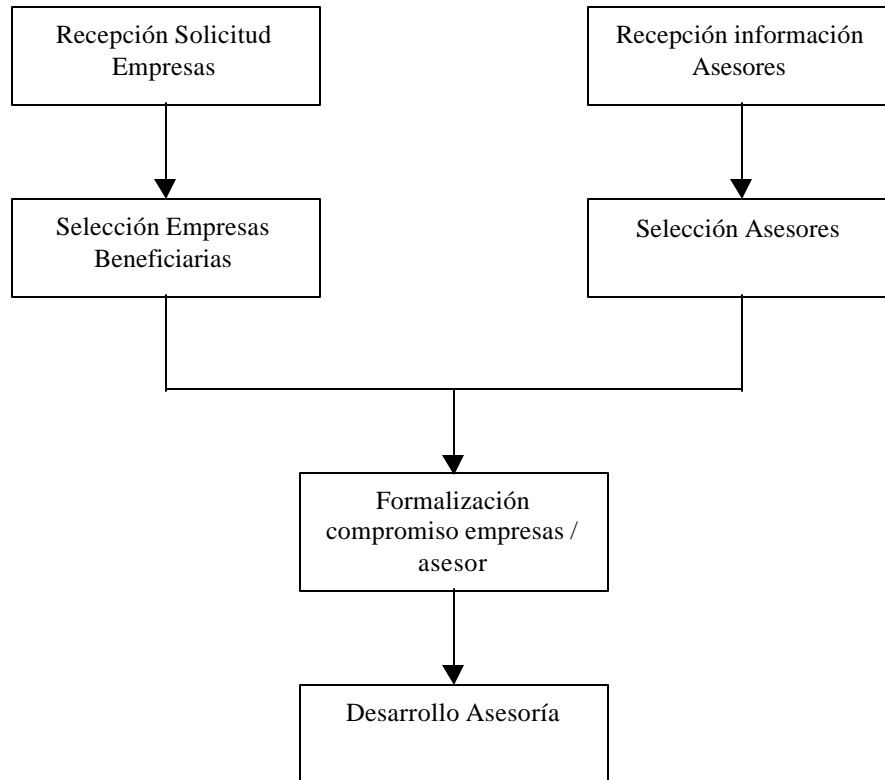 Recepción Solicitud
Empresas
Recepción información
Asesores
Selección Empresas
Beneficiarias
Selección Asesores
Formalización
compromiso empresas /
asesor
Desarrollo Asesoría